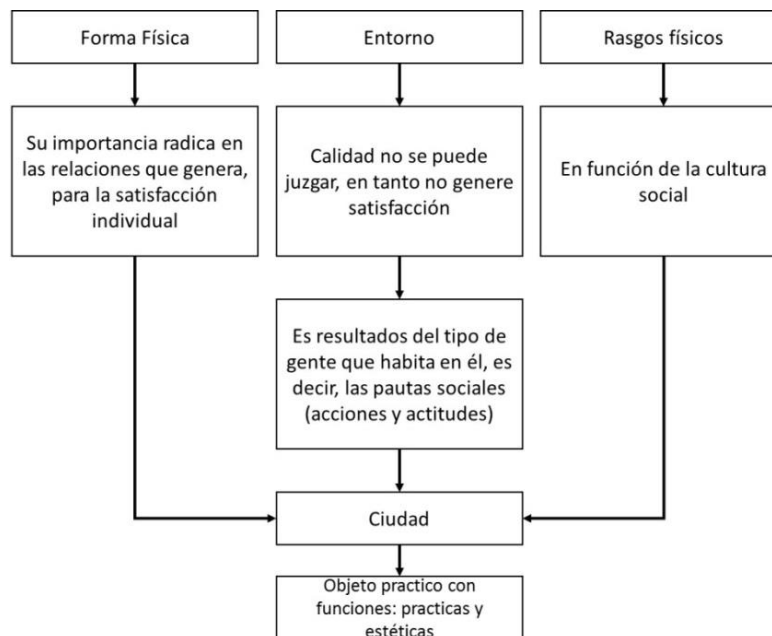 Forma Física
Entorno
Rasgos físicos
Su importancia radica en
las relaciones que genera,
para la satisfacción
individual
Calidad no se puede
juzgar, en tanto no genere
satisfacción
En función de la cultura
social
Es resultados del tipo de
gente que habita en él, es
decir, las pautas sociales
(acciones y actitudes)
Ciudad
Objeto practico con
funciones: practicas y
estéticas